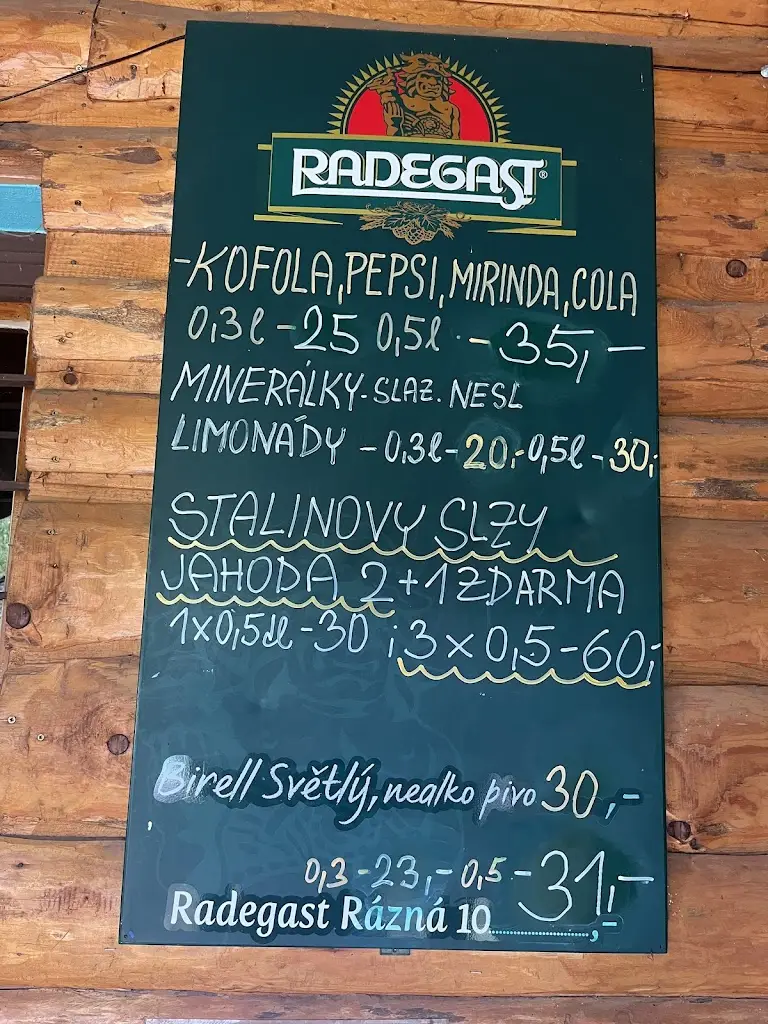 RADEGAST®
-KOFOLA,PEPSI,MIRINDA,COLA
0,3l-25 0,5l -35,-
MINERÁLKY-SLAZ. NESL
LIMONÁDY -0,3l-20,-0,5l-30,-
STALINOVY SLZY
JAHODA 2+1 ZDARMA
1x0,5dl-30 ; 3x0,5-60,-
Birell Světlý, nealko pivo 30,-
0,3-23,- 0,5-31,-
Radegast Rázná 10..................,-